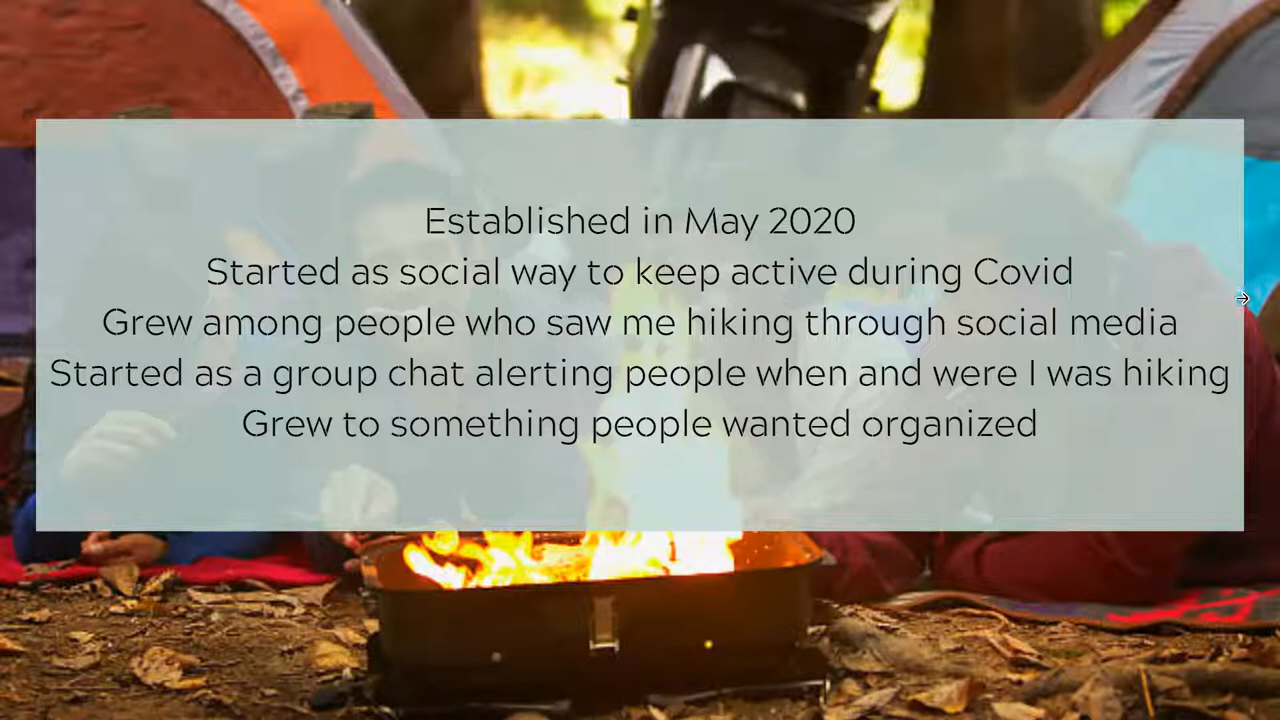 Established in May 2020
Started as social way to keep active during Covid
Grew among people who saw me hiking through social media
Started as a group chat alerting people when and were I was hiking
Grew to something people wanted organized